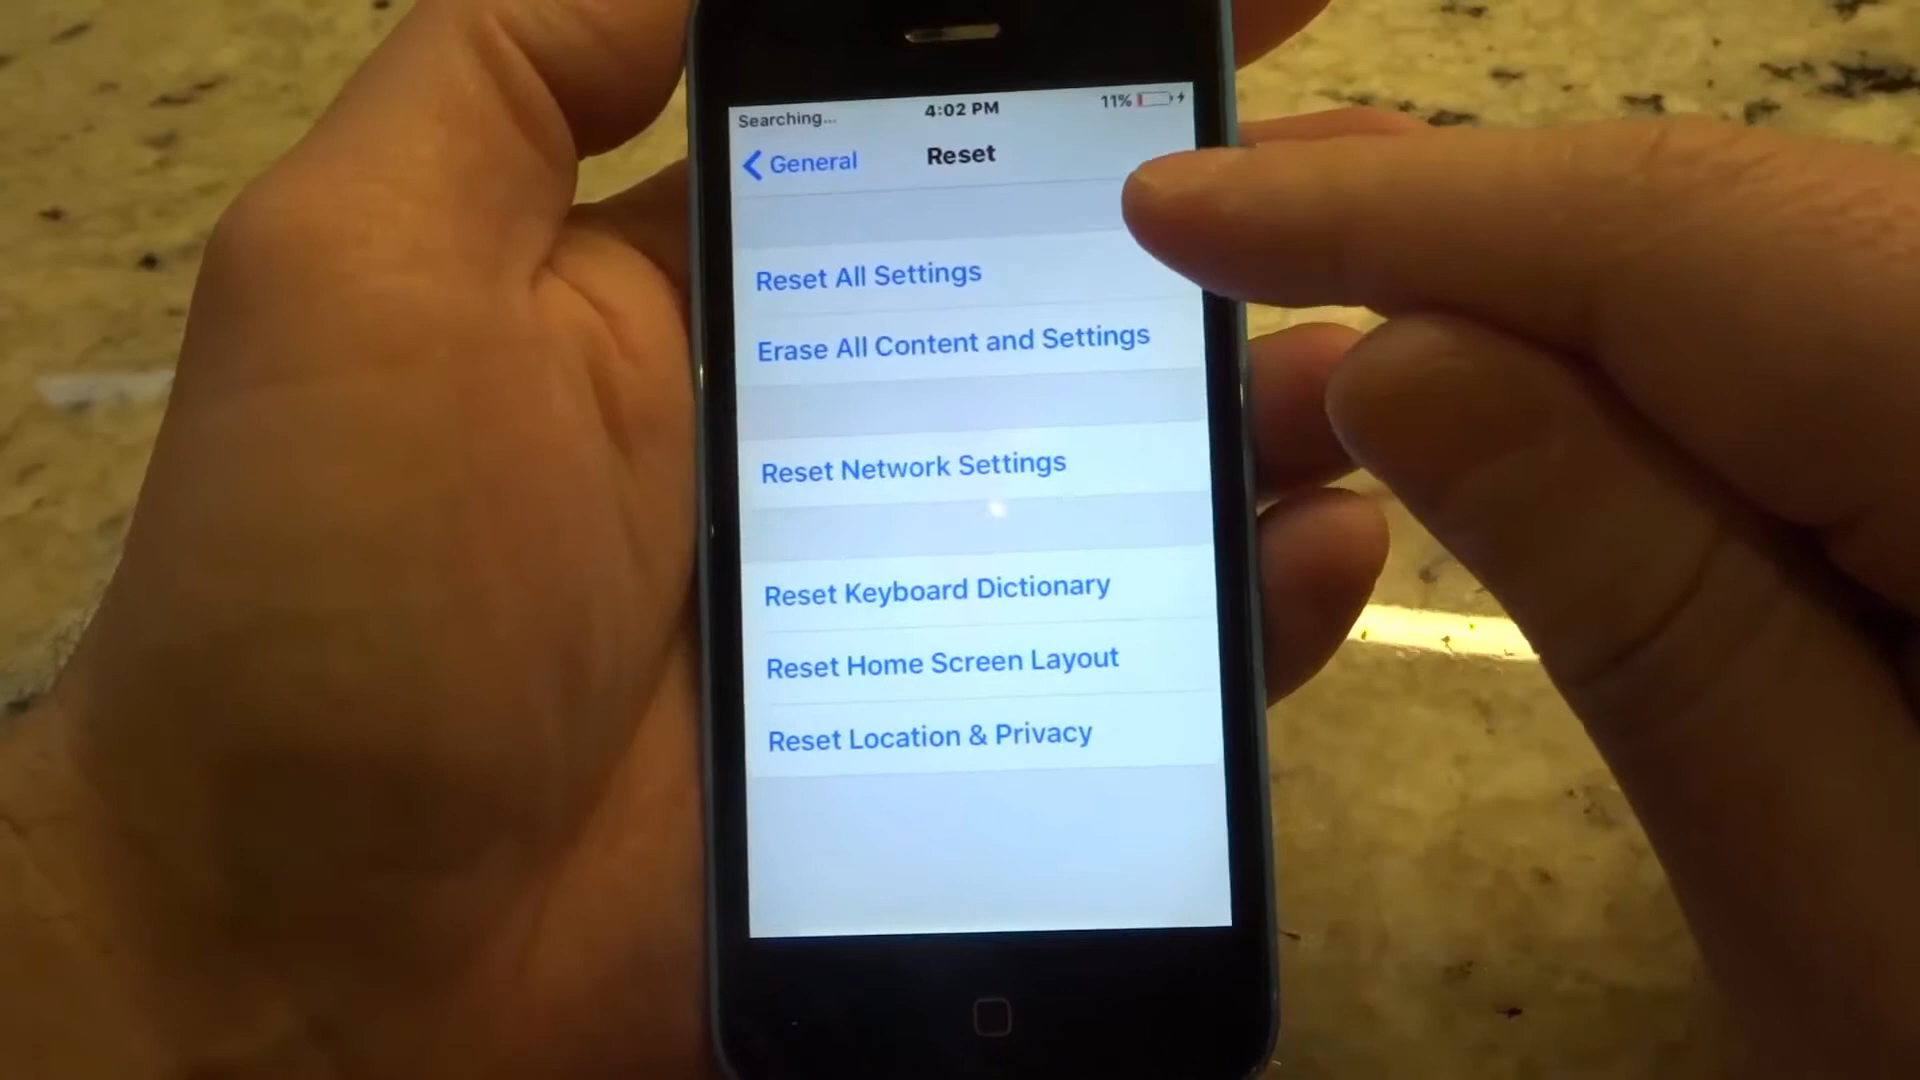 Searching... 4:02 PM 11%
General Reset
Reset All Settings
Erase All Content and Settings
Reset Network Settings
Reset Keyboard Dictionary
Reset Home Screen Layout
Reset Location & Privacy